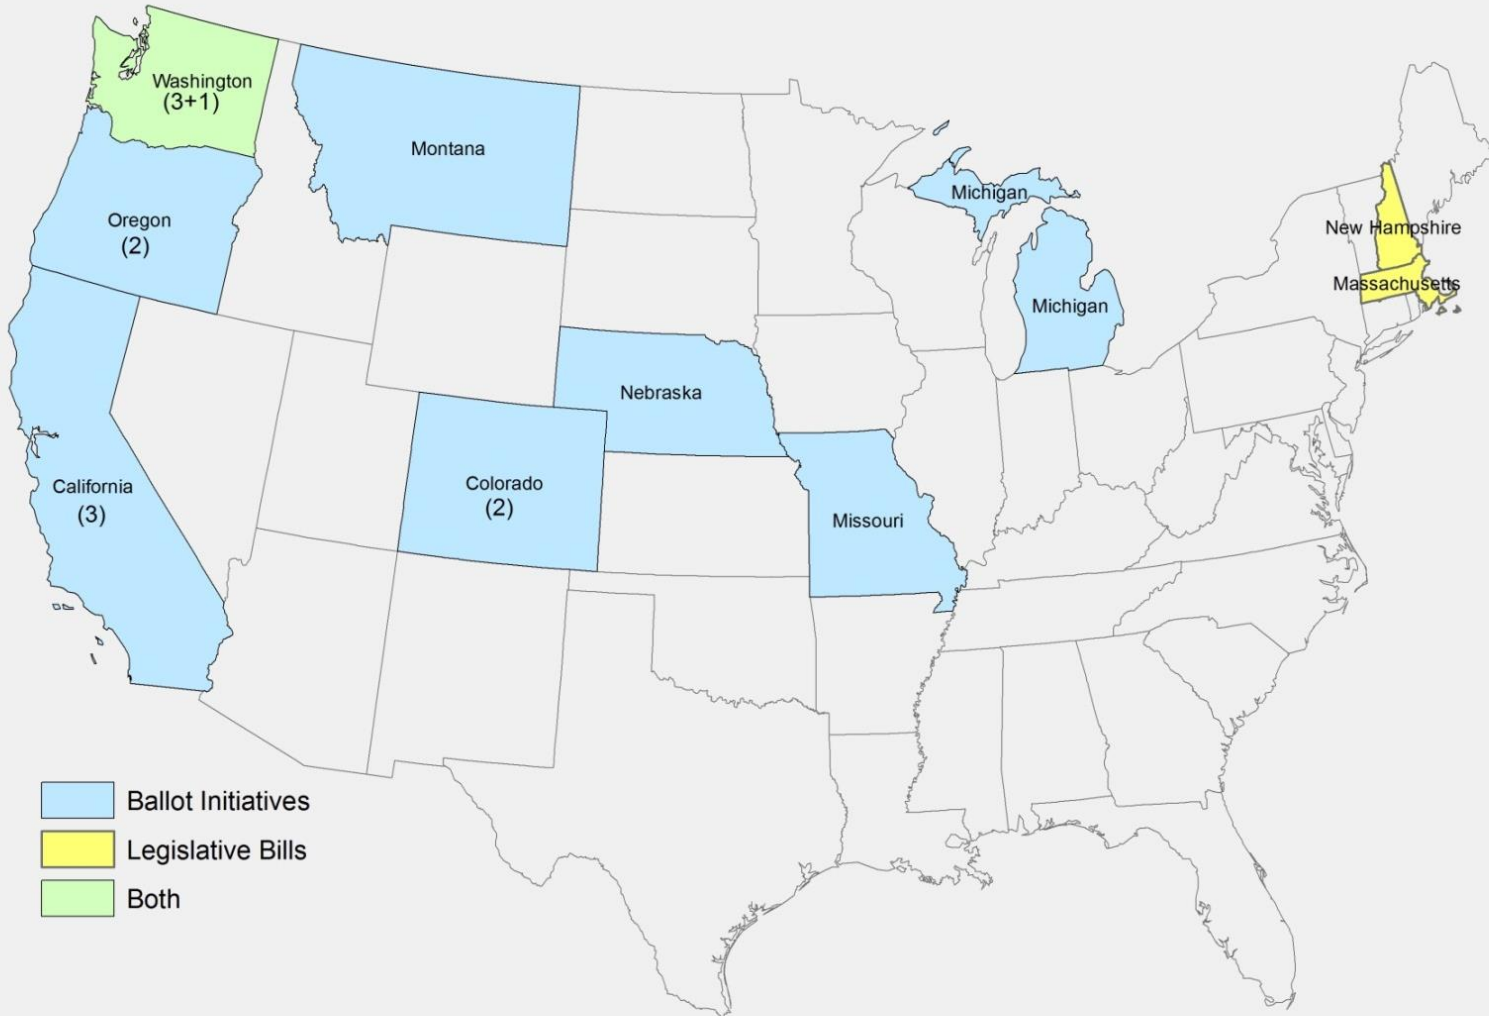 Washington
(3+1)
Montana
Michigan
Oregon
(2)
New Hampshire
Massachusetts
Michigan
Nebraska
California
(3)
Colorado
(2)
Missouri
Ballot Initiatives
Legislative Bills
Both